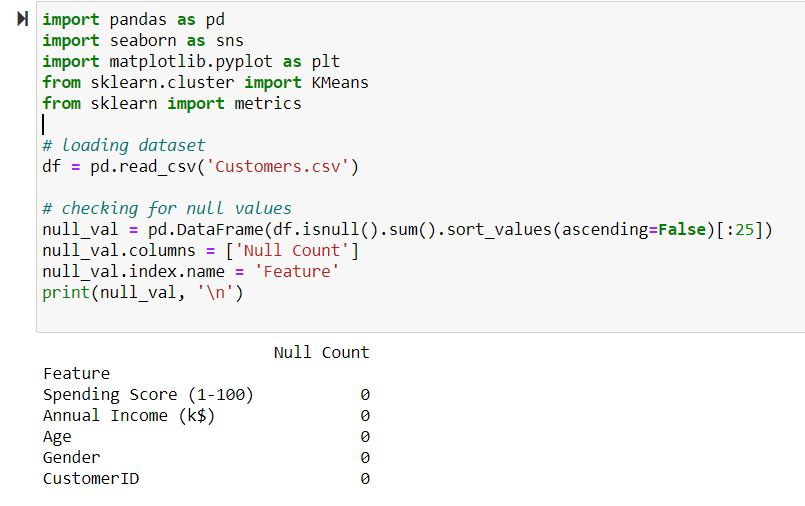 import pandas as pd
import seaborn as sns
import matplotlib.pyplot as plt
from sklearn.cluster import KMeans
from sklearn import metrics
# loading dataset
df = pd.read_csv('Customers.csv')
# checking for null values
null_val = pd.DataFrame(df.isnull().sum().sort_values(ascending=False)[:25])
null_val.columns = ['Null Count']
null_val.index.name = 'Feature'
print(null_val, '\n')
Null Count
Feature
Spending Score (1-100) 0
Annual Income (k$) 0
Age 0
Gender 0
CustomerID 0